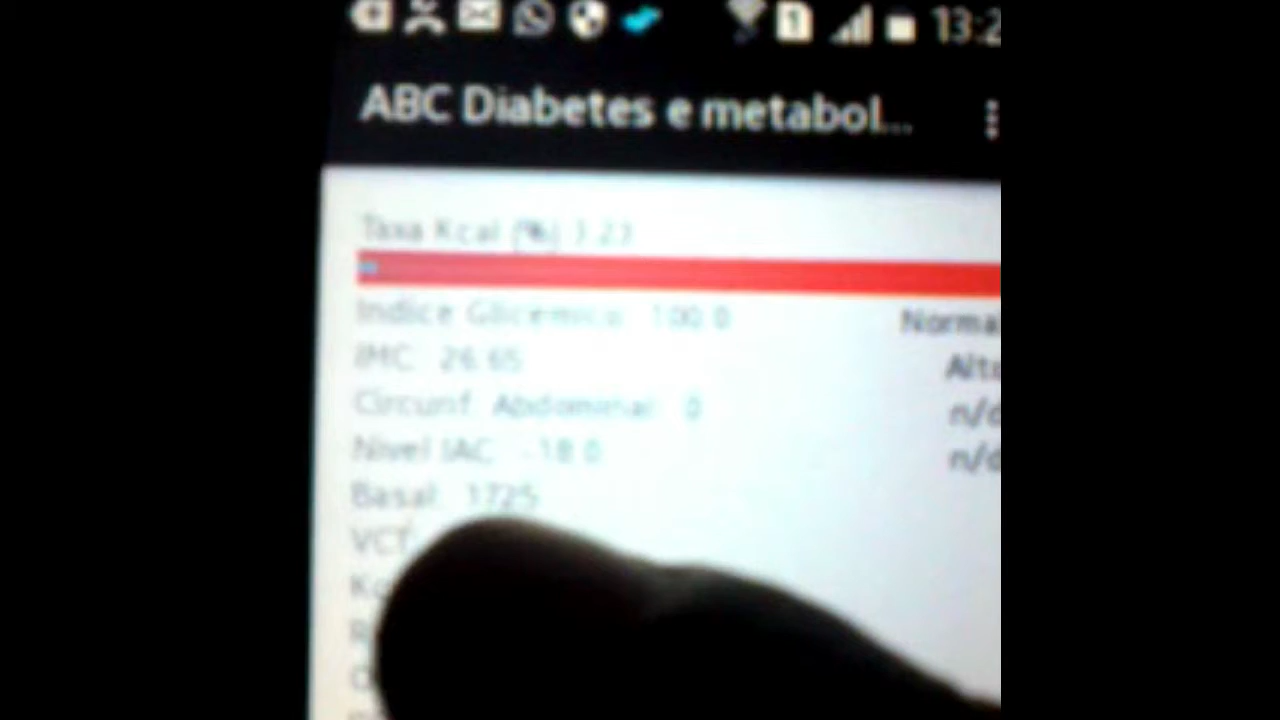 13:2
ABC Diabetes e metabol...
Taxa Kcal (%) 3.23
Indice Glicemico: 100.0 Normal
IMC: 26.65 Alto
Circunf. Abdominal: 0 n/d
Nivel IAC: -18.0 n/d
Basal: 1725
VCT